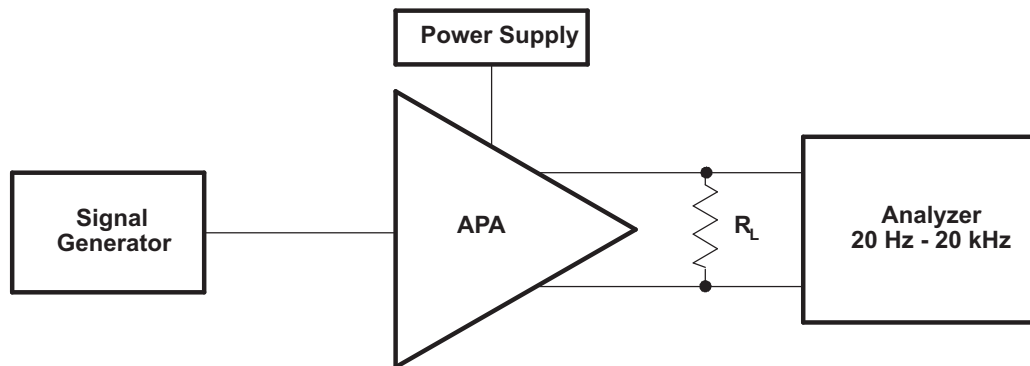 Power Supply
Signal
Generator
APA
RL
Analyzer
20 Hz - 20 kHz